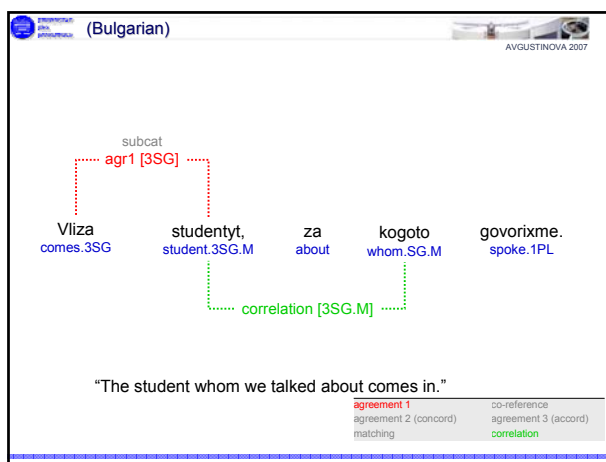 (Bulgarian)
AVGUSTINOVA 2007
subcat
agr1 [3SG]
Vliza studentyt, za kogoto govorixme.
comes.3SG student.3SG.M about whom.SG.M spoke.1PL
correlation [3SG.M]
“The student whom we talked about comes in.”
agreement 1 co-reference
agreement 2 (concord) agreement 3 (accord)
matching correlation